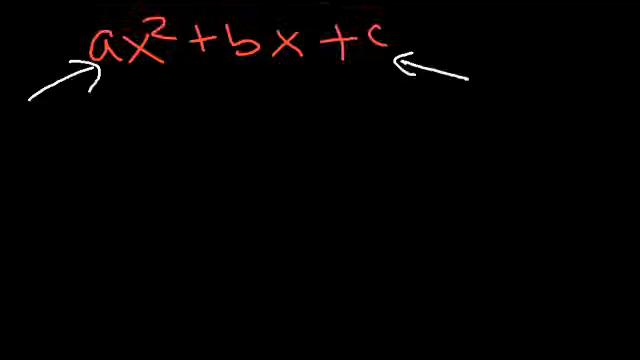 ax² + bx + c